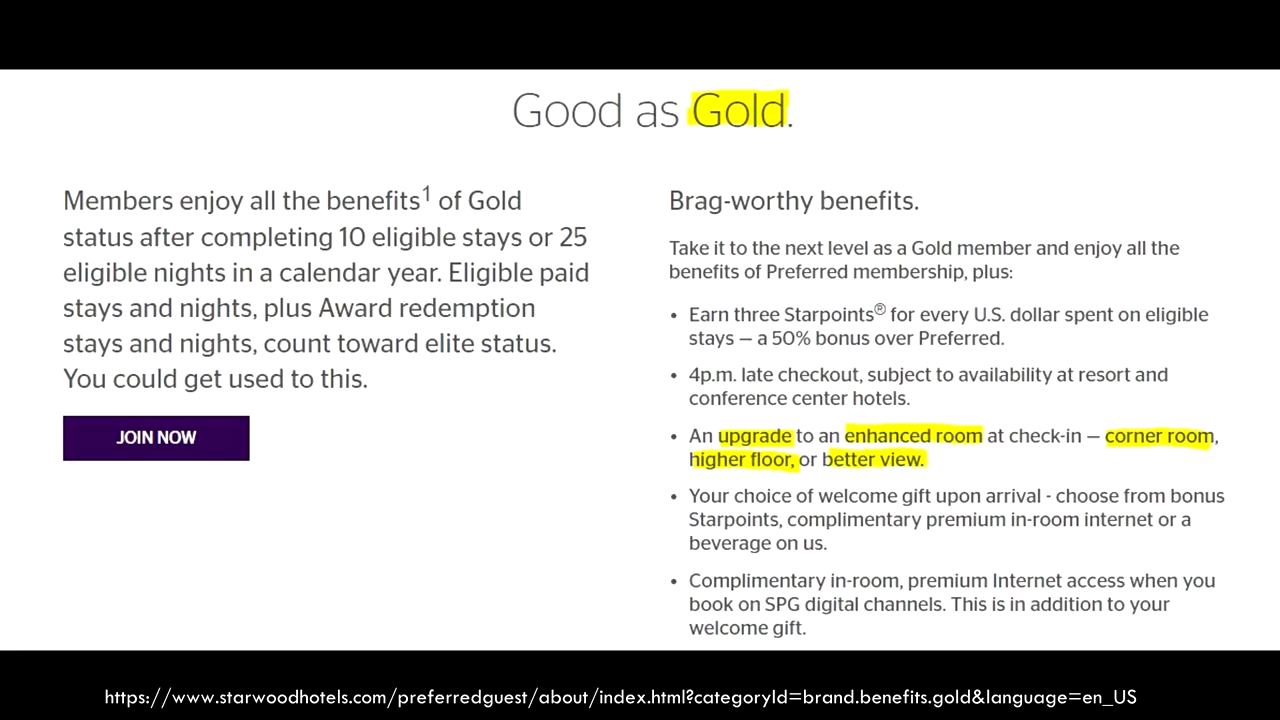 Good as Gold.
Members enjoy all the benefits¹ of Gold
status after completing 10 eligible stays or 25
eligible nights in a calendar year. Eligible paid
stays and nights, plus Award redemption
stays and nights, count toward elite status.
You could get used to this.
JOIN NOW
Brag-worthy benefits.
Take it to the next level as a Gold member and enjoy all the
benefits of Preferred membership, plus:
• Earn three Starpoints® for every U.S. dollar spent on eligible
stays – a 50% bonus over Preferred.
• 4p.m. late checkout, subject to availability at resort and
conference center hotels.
• An upgrade to an enhanced room at check-in – corner room,
higher floor, or better view.
• Your choice of welcome gift upon arrival - choose from bonus
Starpoints, complimentary premium in-room internet or a
beverage on us.
• Complimentary in-room, premium Internet access when you
book on SPG digital channels. This is in addition to your
welcome gift.
https://www.starwoodhotels.com/preferredguest/about/index.html?categoryId=brand.benefits.gold&language=en_US